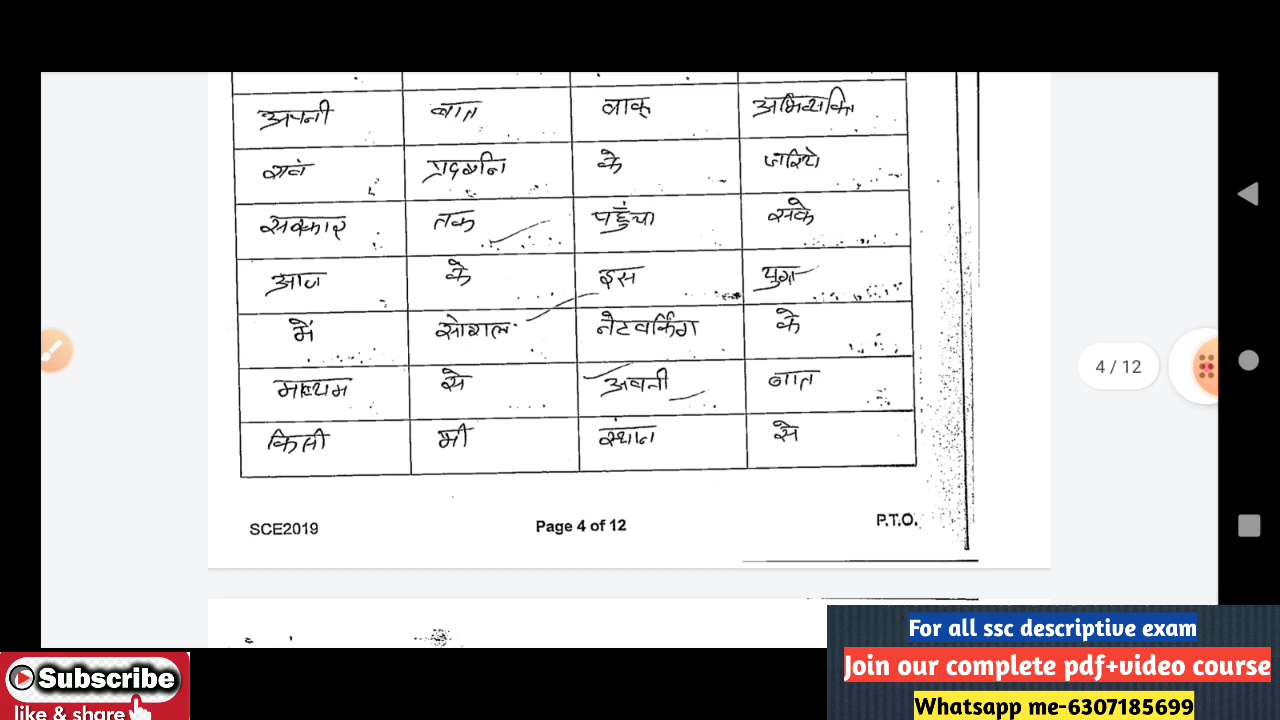 अपनी बात वाक् अभिव्यक्ति
एवं प्रदर्शन के जरिये
सरकार तक पहुँचा सके
आज के इस युग
में सोशल नेटवर्किंग के
माध्यम से अपनी बात
किसी भी स्थान से
SCE2019 Page 4 of 12 P.T.O.
4 / 12
Subscribe
like & share
For all ssc descriptive exam
Join our complete pdf+video course
Whatsapp me-6307185699